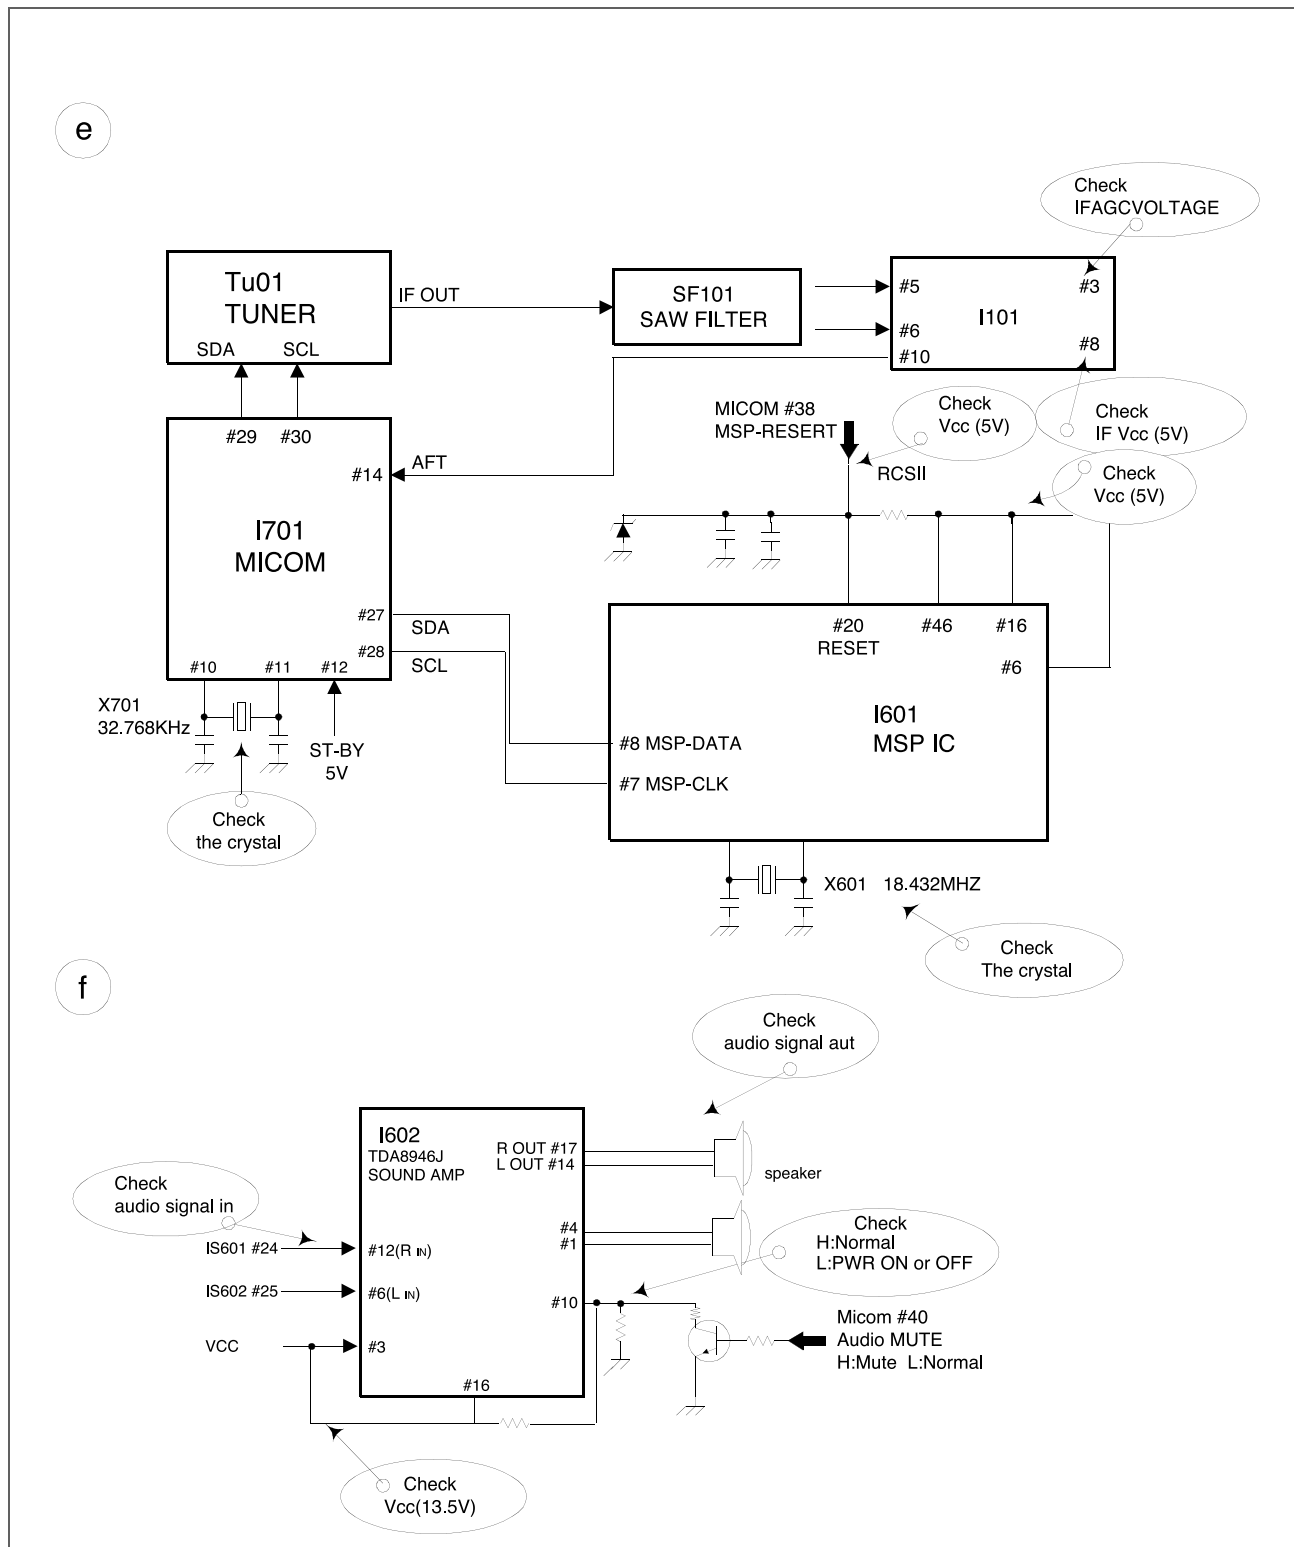 e
Check
IFAGCVOLTAGE
Tu01
TUNER
SDA SCL
IF OUT
SF101
SAW FILTER
#5 #3
I101
#6
#8
#10
MICOM #38
MSP-RESERT
Check
Vcc (5V)
Check
IF Vcc (5V)
RCSII
Check
Vcc (5V)
#29 #30
#14
AFT
I701
MICOM
#27
SDA
#28
SCL
#10 #11 #12
X701
32.768KHz
ST-BY
5V
Check
the crystal
#20
RESET
#46 #16
#6
I601
MSP IC
#8 MSP-DATA
#7 MSP-CLK
X601 18.432MHZ
Check
The crystal
f
Check
audio signal aut
I602
TDA8946J
SOUND AMP
R OUT #17
L OUT #14
speaker
Check
audio signal in
IS601 #24
#12(R IN)
#4
#1
Check
H:Normal
L:PWR ON or OFF
IS602 #25
#6(L IN)
#10
Micom #40
Audio MUTE
H:Mute L:Normal
VCC
#3
#16
Check
Vcc(13.5V)